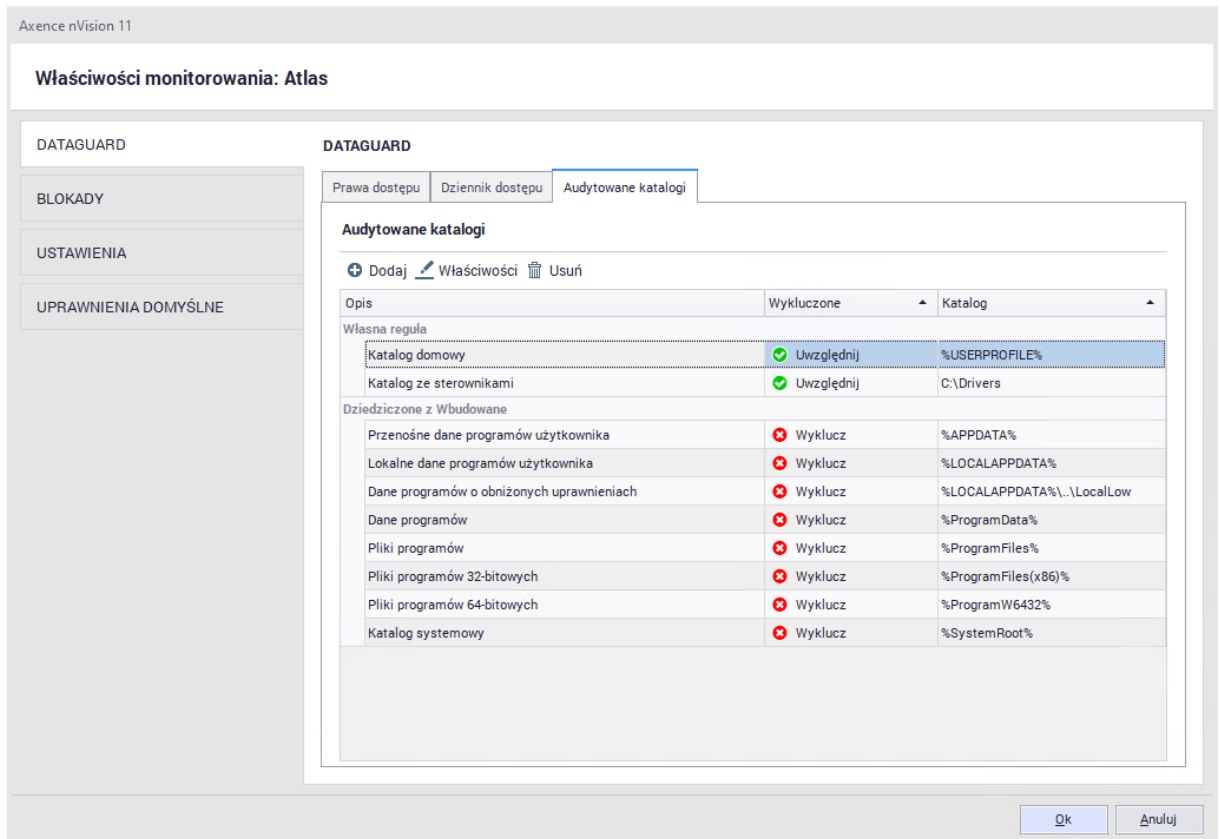 Axence nVision 11
Właściwości monitorowania: Atlas
DATAGUARD
BLOKADY
USTAWIENIA
UPRAWNIENIA DOMYŚLNE
DATAGUARD
Prawa dostępu Dziennik dostępu Audytowane katalogi
Audytowane katalogi
Dodaj Właściwości Usuń
Opis Wykluczone Katalog
Własna reguła
Katalog domowy Uwzględnij %USERPROFILE%
Katalog ze sterownikami Uwzględnij C:\Drivers
Dziedziczone z Wbudowane
Przenośne dane programów użytkownika Wyklucz %APPDATA%
Lokalne dane programów użytkownika Wyklucz %LOCALAPPDATA%
Dane programów o obniżonych uprawnieniach Wyklucz %LOCALAPPDATA%\..\LocalLow
Dane programów Wyklucz %ProgramData%
Pliki programów Wyklucz %ProgramFiles%
Pliki programów 32-bitowych Wyklucz %ProgramFiles(x86)%
Pliki programów 64-bitowych Wyklucz %ProgramW6432%
Katalog systemowy Wyklucz %SystemRoot%
Ok Anuluj